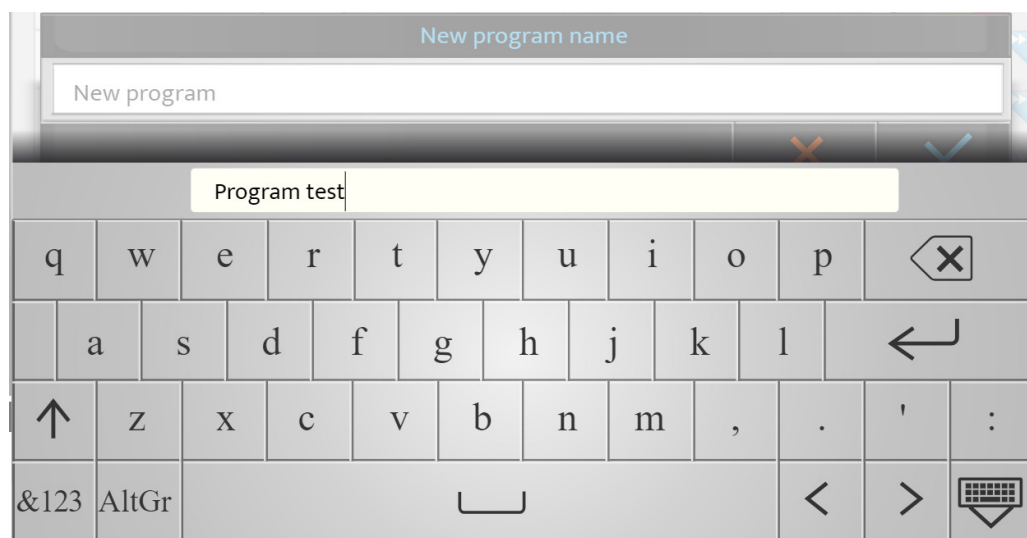 New program name
New program
Program test
q w e r t y u i o p
a s d f g h j k l
z x c v b n m , . ' :
&123 AltGr < >